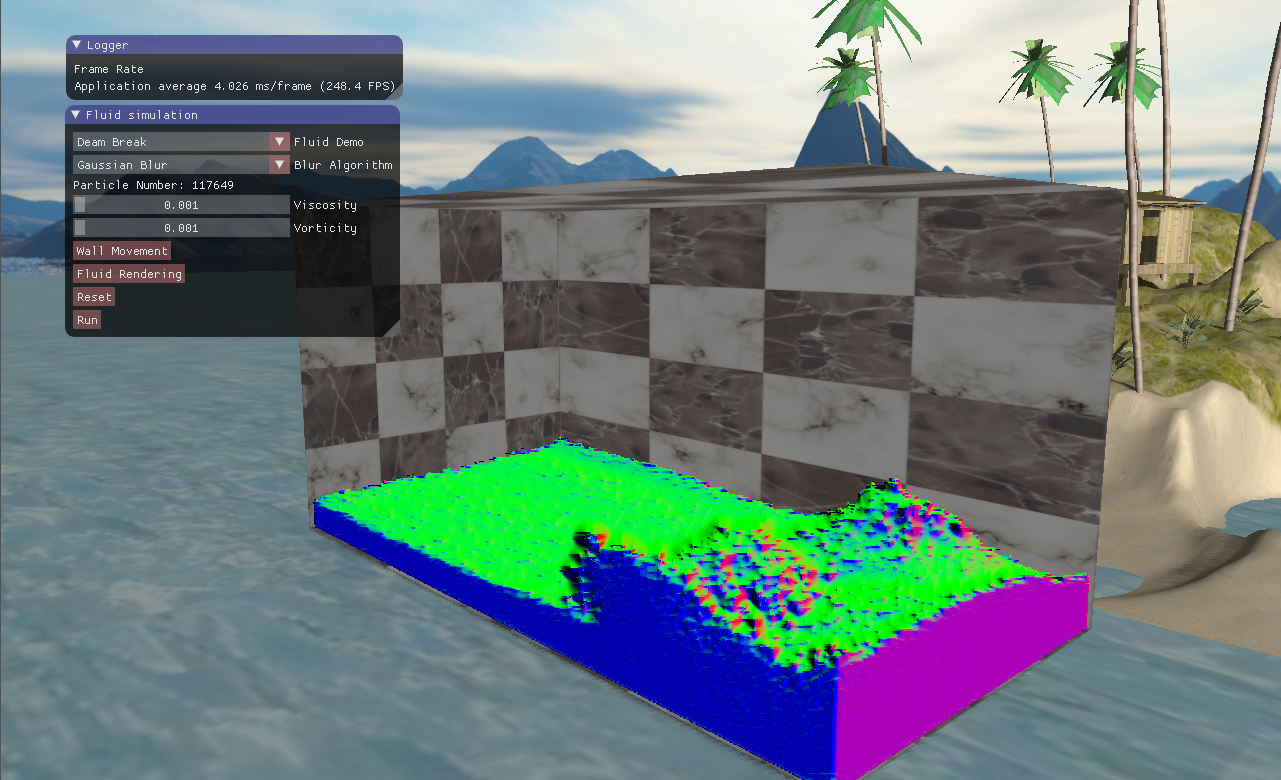 Logger
Frame Rate
Application average 4.026 ms/frame (248.4 FPS)
Fluid simulation
Deam Break Fluid Demo
Gaussian Blur Blur Algorithm
Particle Number: 117649
0.001 Viscosity
0.001 Vorticity
Wall Movement
Fluid Rendering
Reset
Run